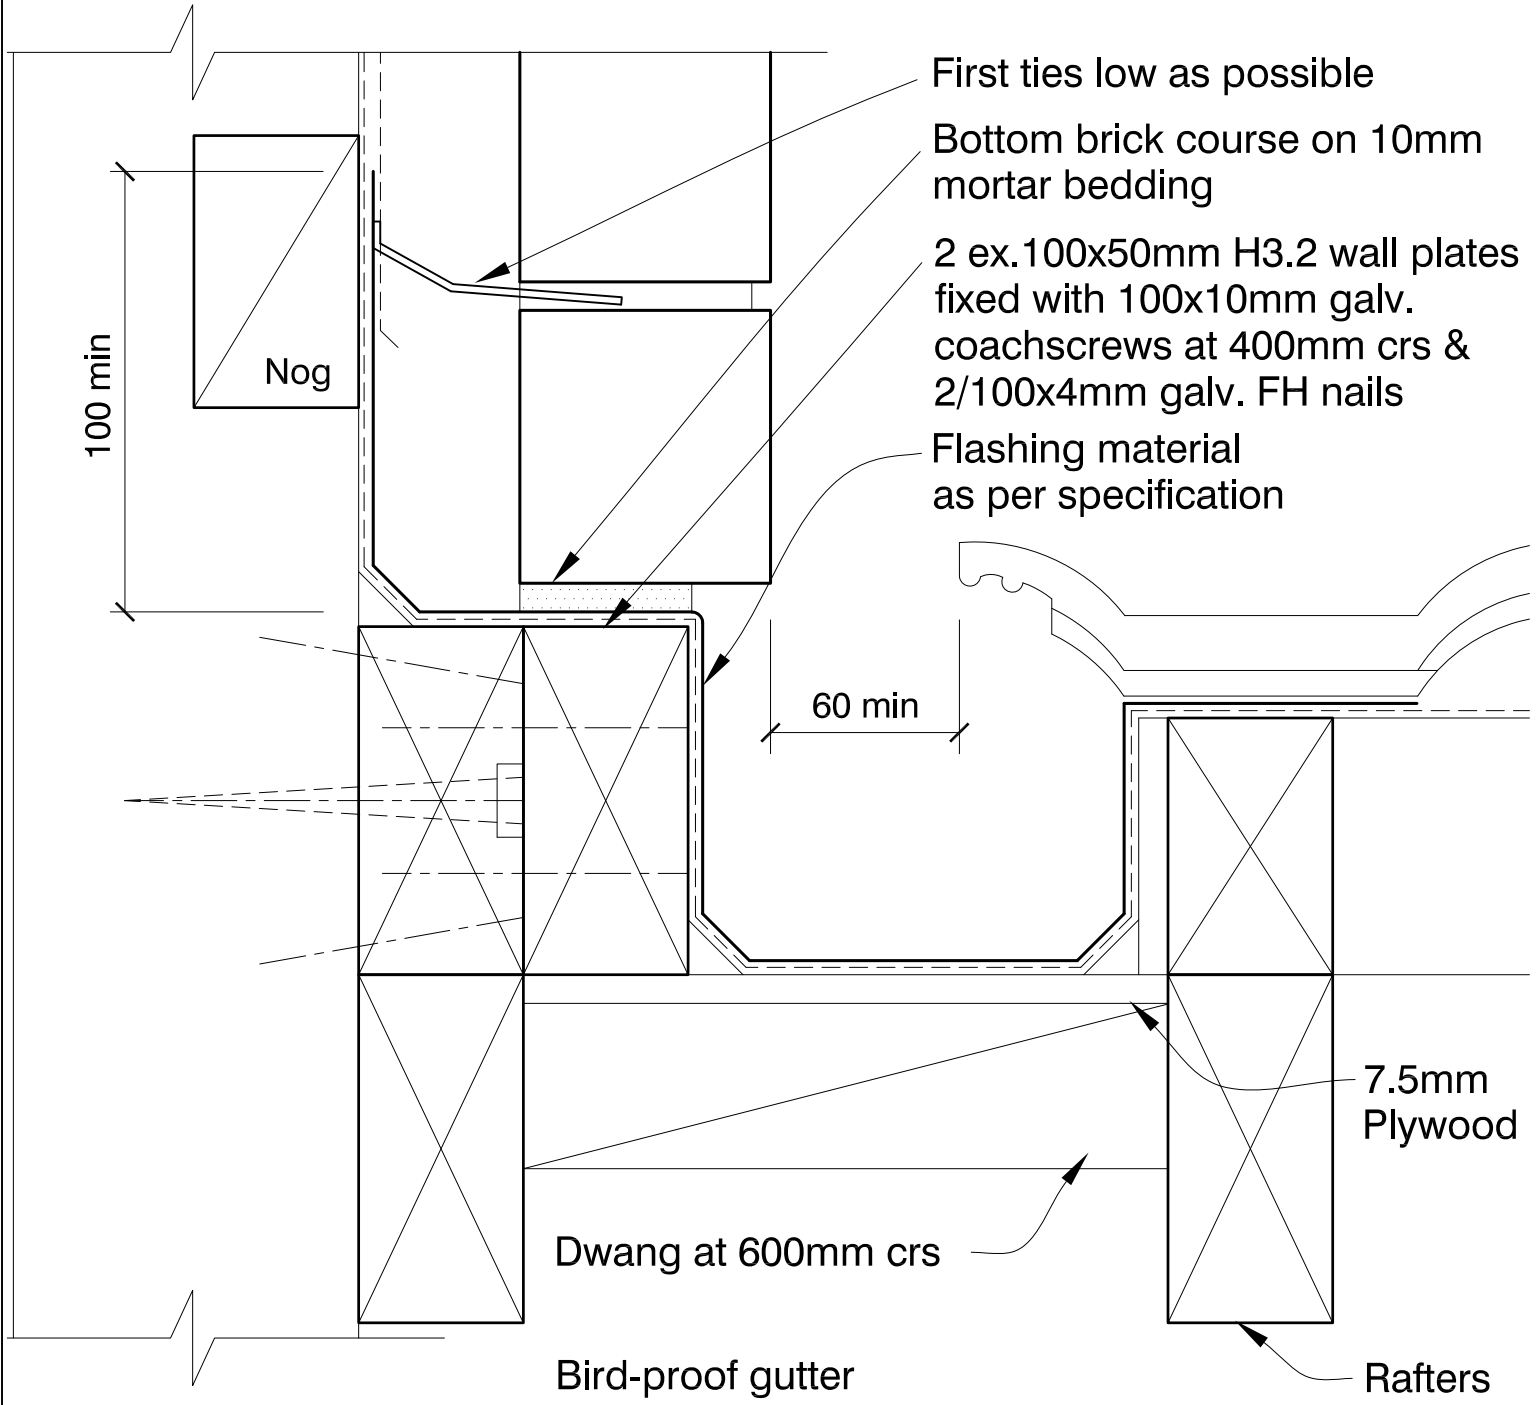 First ties low as possible
Bottom brick course on 10mm
mortar bedding
2 ex.100x50mm H3.2 wall plates
fixed with 100x10mm galv.
coachscrews at 400mm crs &
2/100x4mm galv. FH nails
Flashing material
as per specification
Nog
100 min
60 min
7.5mm
Plywood
Dwang at 600mm crs
Bird-proof gutter
Rafters